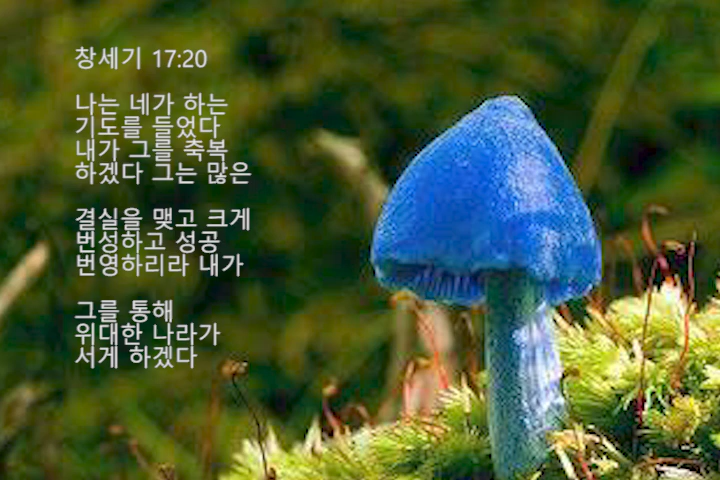 창세기 17:20
나는 네가 하는
기도를 들었다
내가 그를 축복
하겠다 그는 많은
결실을 맺고 크게
번성하고 성공
번영하리라 내가
그를 통해
위대한 나라가
서게 하겠다